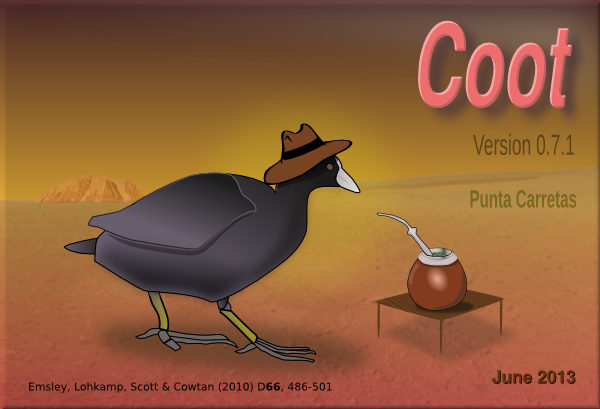 Coot
Version 0.7.1
Punta Carretas
June 2013
Emsley, Lohkamp, Scott & Cowtan (2010) D66, 486-501